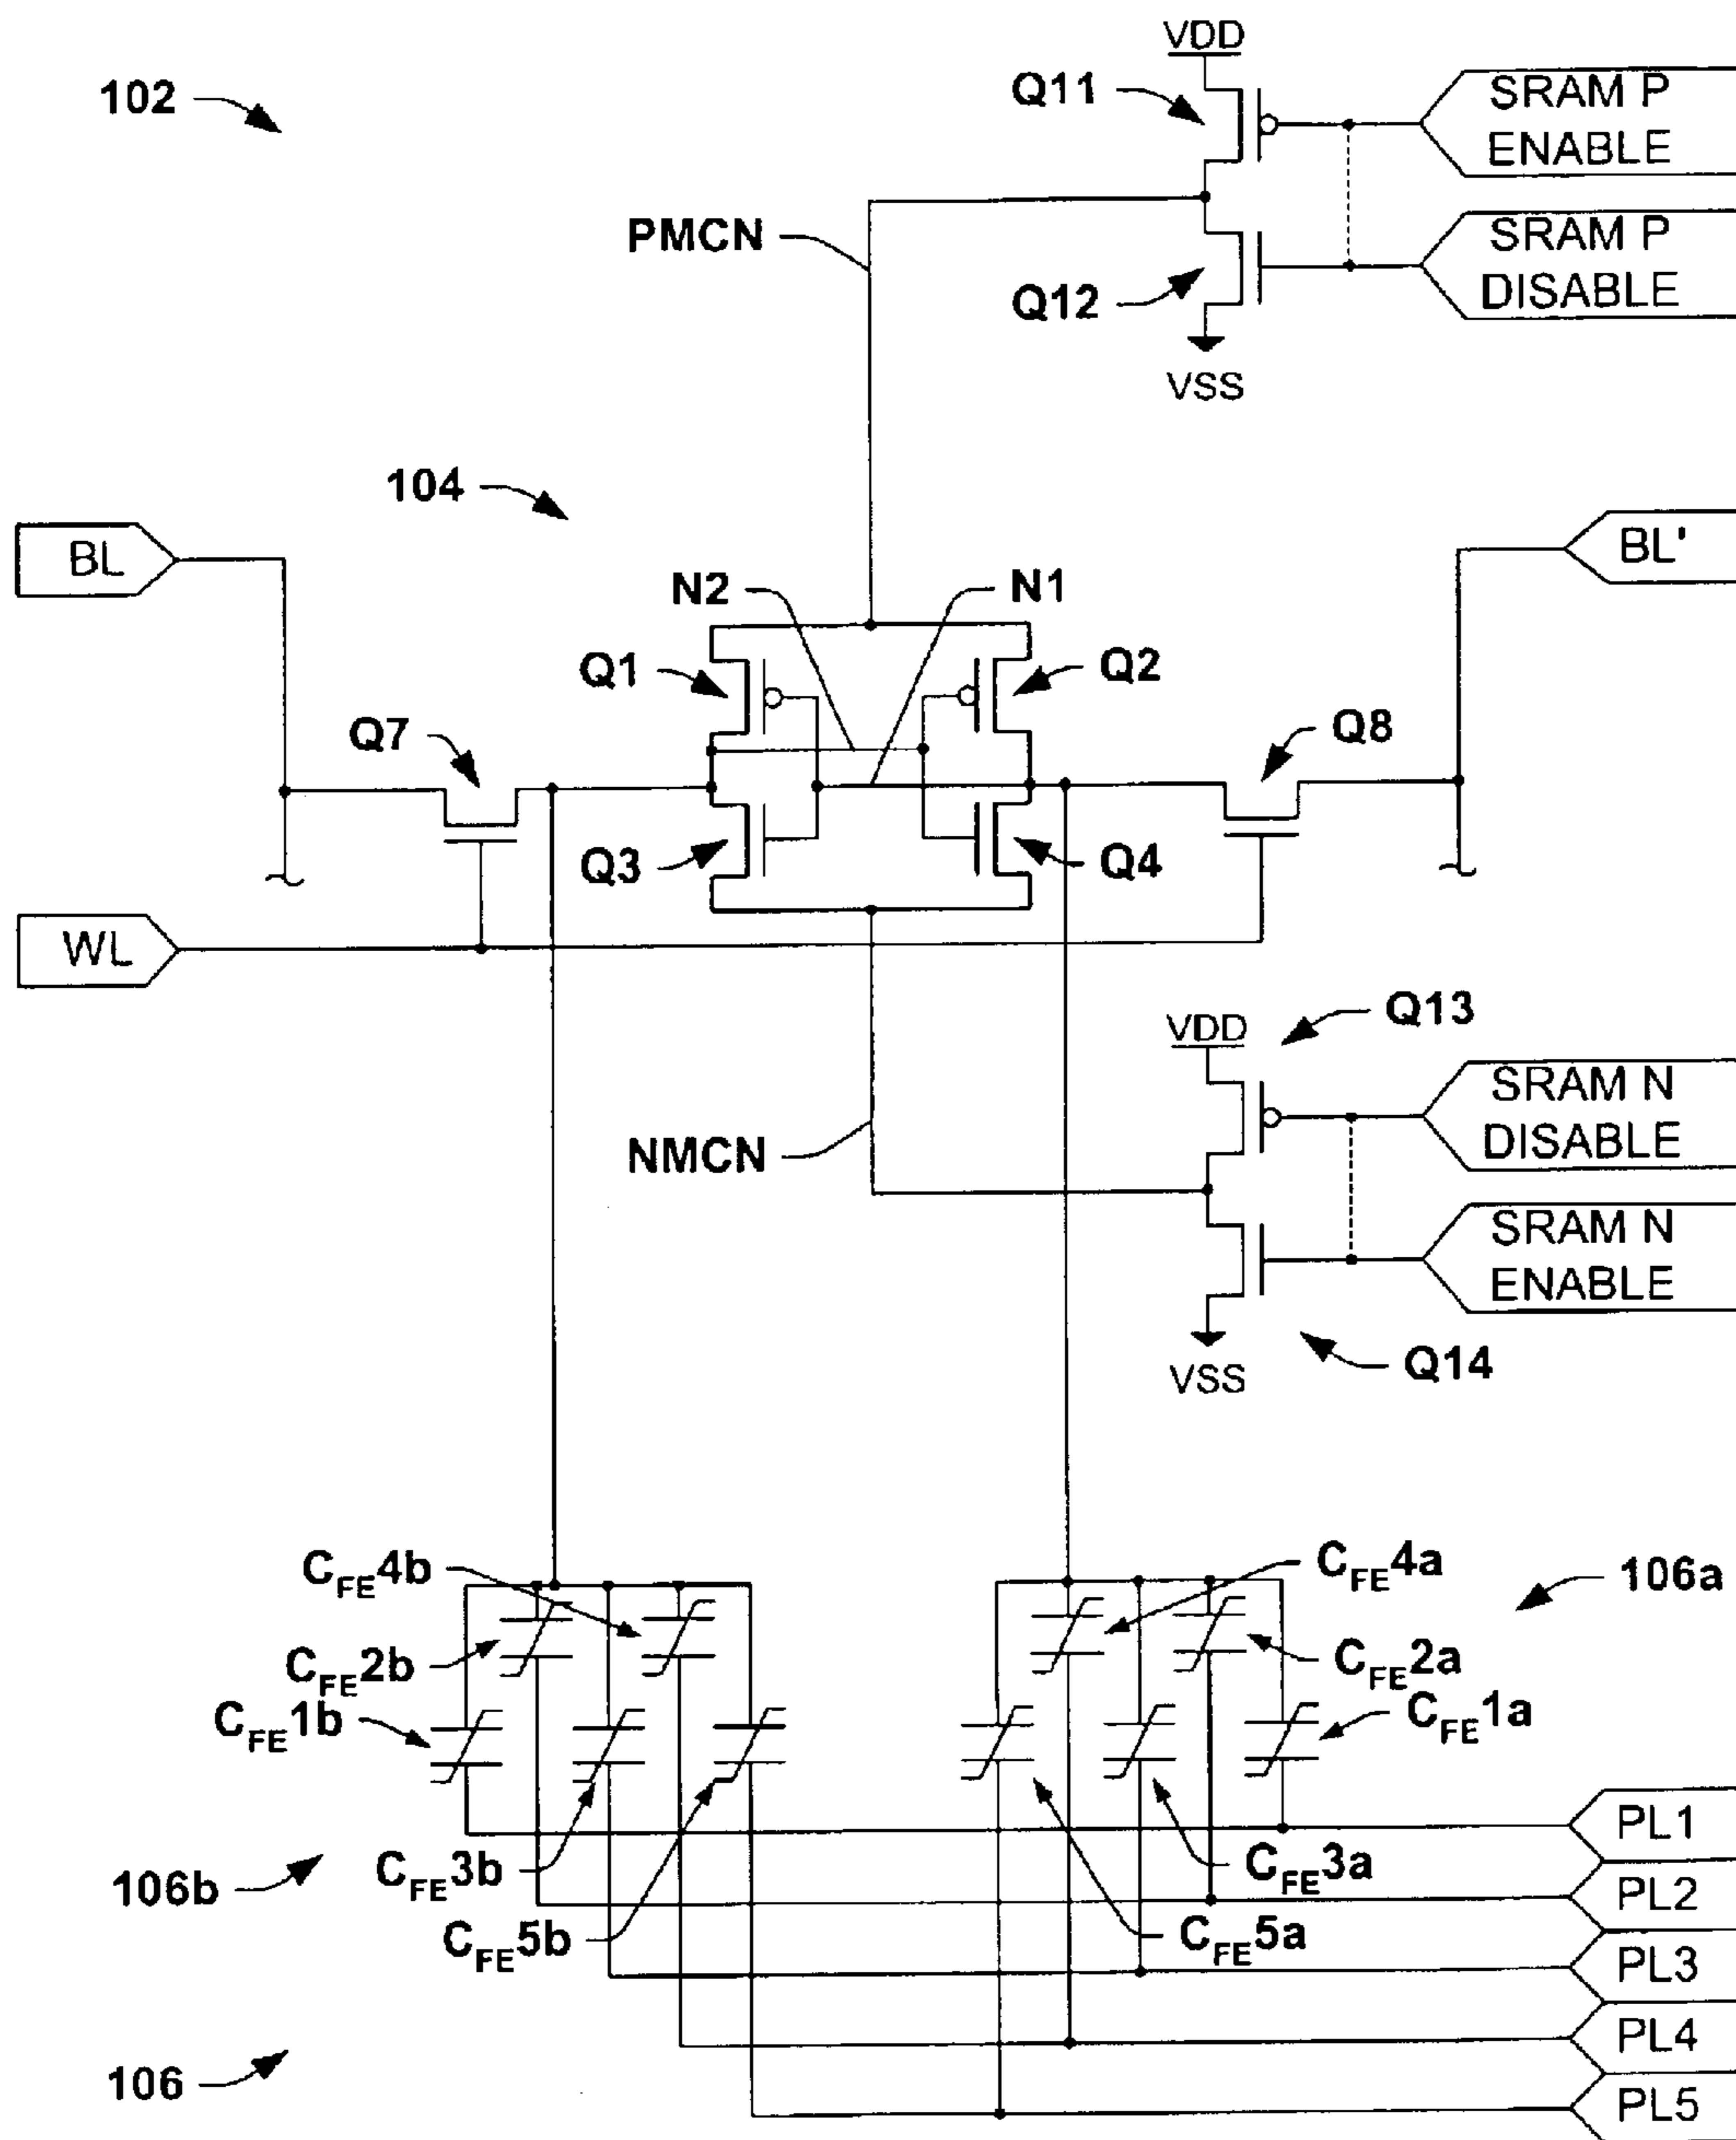 VDD
102
Q11
SRAM P
ENABLE
PMCN
SRAM P
DISABLE
Q12
VSS
104
BL
BL'
N2
N1
Q1
Q2
Q7
Q8
Q3
Q4
WL
Q13
VDD
SRAM N
DISABLE
NMCN
SRAM N
ENABLE
Q14
VSS
CFE4b
CFE4a
106a
CFE2b
CFE2a
CFE1b
CFE1a
PL1
CFE3b
CFE3a
106b
PL2
CFE5b
CFE5a
PL3
PL4
106
PL5